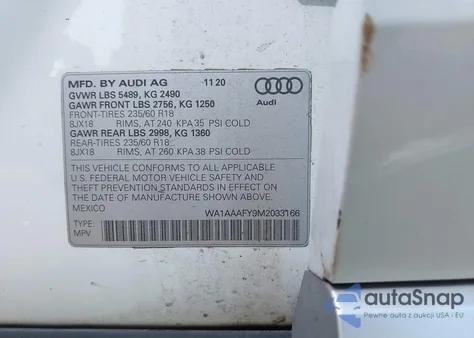 MFD. BY AUDI AG 11 20
GVWR LBS 5489, KG 2490
GAWR FRONT LBS 2756, KG 1250
FRONT-TIRES 235/60 R18
8JX18 RIMS, AT 240 KPA 35 PSI COLD
GAWR REAR LBS 2998, KG 1360
REAR-TIRES 235/60 R18
8JX18 RIMS, AT 260 KPA 38 PSI COLD
Audi
THIS VEHICLE CONFORMS TO ALL APPLICABLE
U.S. FEDERAL MOTOR VEHICLE SAFETY AND
THEFT PREVENTION STANDARDS IN EFFECT ON
THE DATE OF MANUFACTURE SHOWN ABOVE.
MEXICO
WA1AAAFY9M2033166
TYPE:
MPV
autoSnap
Pewne auta z USA i EU